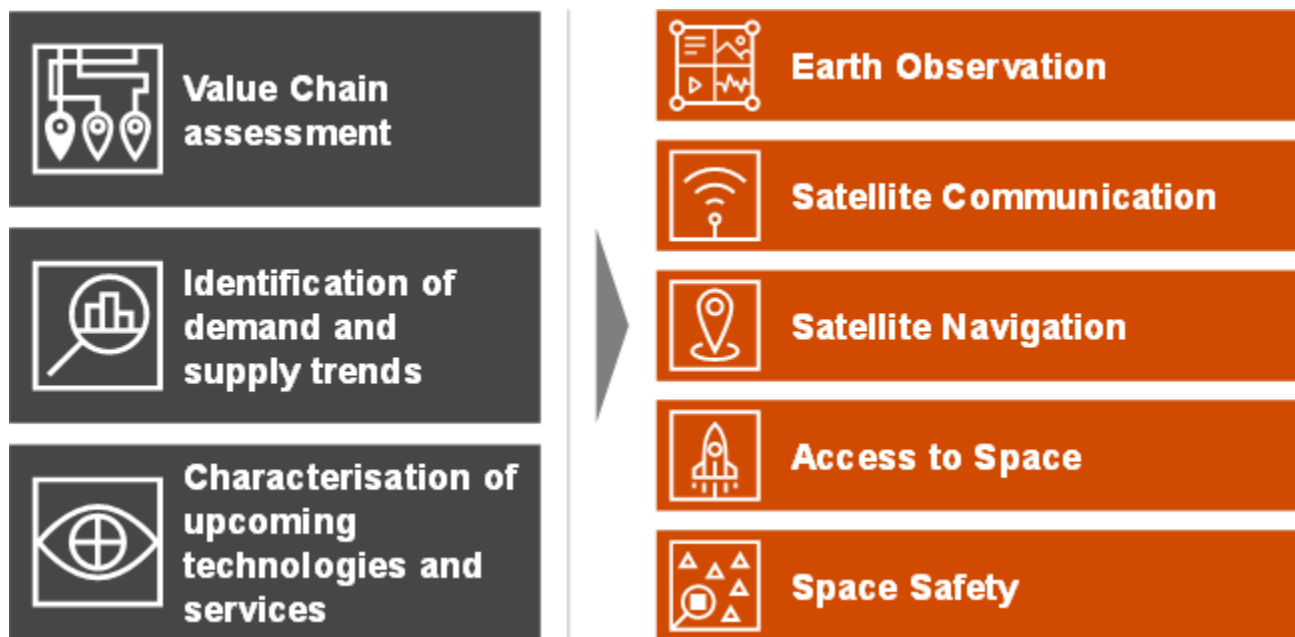 Value Chain
assessment
Identification of
demand and
supply trends
Characterisation of
upcoming
technologies and
services
Earth Observation
Satellite Communication
Satellite Navigation
Access to Space
Space Safety